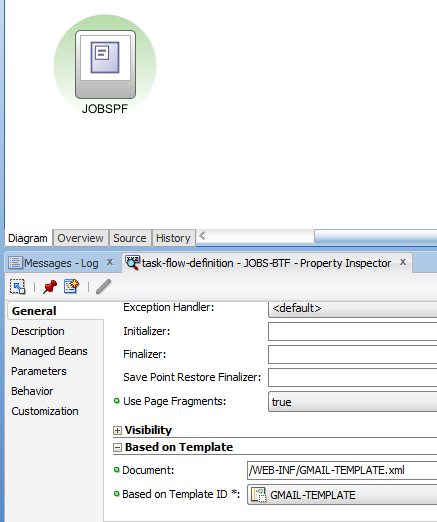 JOBSPF
Diagram Overview Source History
Messages - Log x task-flow-definition - JOBS-BTF - Property Inspector x
General
Description
Managed Beans
Parameters
Behavior
Customization
Exception Handler: <default>
Initializer:
Finalizer:
Save Point Restore Finalizer:
Use Page Fragments: true
Visibility
Based on Template
Document: /WEB-INF/GMAIL-TEMPLATE.xml
Based on Template ID *: GMAIL-TEMPLATE